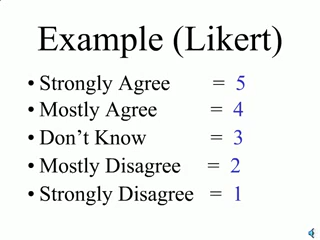 Example (Likert)
• Strongly Agree = 5
• Mostly Agree = 4
• Don't Know = 3
• Mostly Disagree = 2
• Strongly Disagree = 1